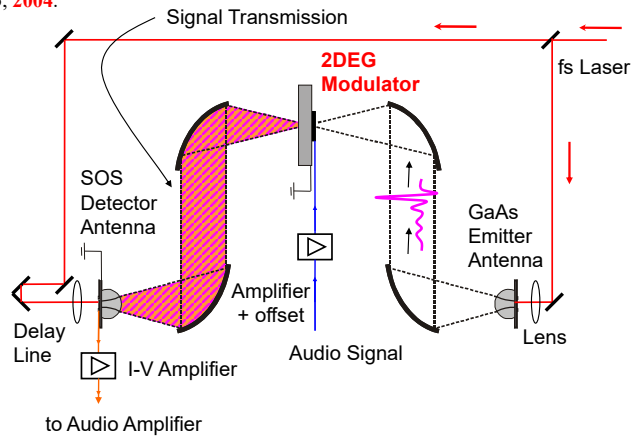 2004.
Signal Transmission
2DEG
Modulator
fs Laser
SOS
Detector
Antenna
GaAs
Emitter
Antenna
Amplifier
+ offset
Delay
Line
Lens
Audio Signal
I-V Amplifier
to Audio Amplifier